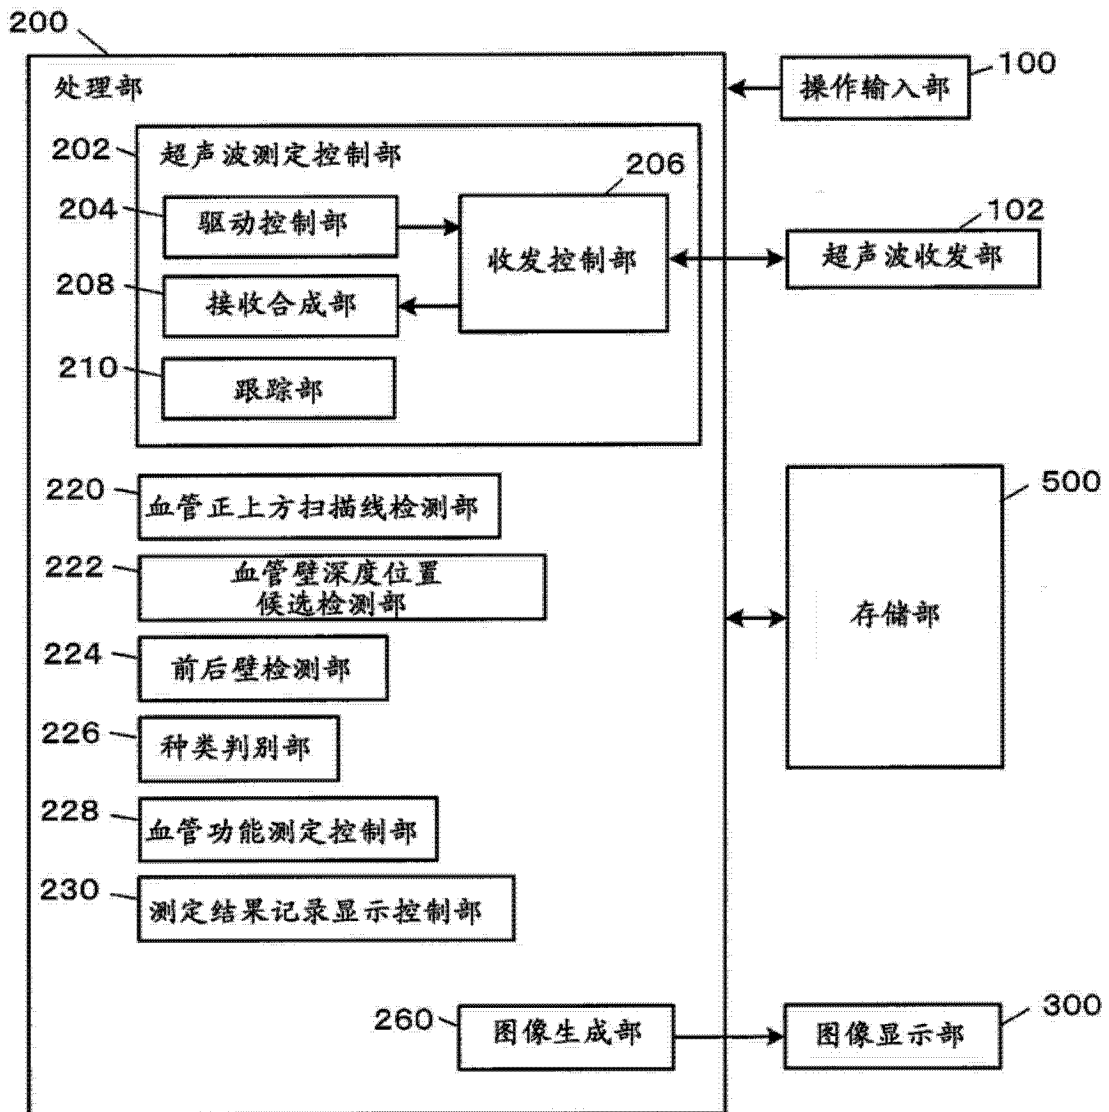 200
处理部
操作输入部
100
202
超声波测定控制部
206
204
驱动控制部
收发控制部
102
超声波收发部
208
接收合成部
210
跟踪部
220
血管正上方扫描线检测部
500
222
血管壁深度位置
候选检测部
存储部
224
前后壁检测部
226
种类判别部
228
血管功能测定控制部
230
测定结果记录显示控制部
260
图像生成部
图像显示部
300